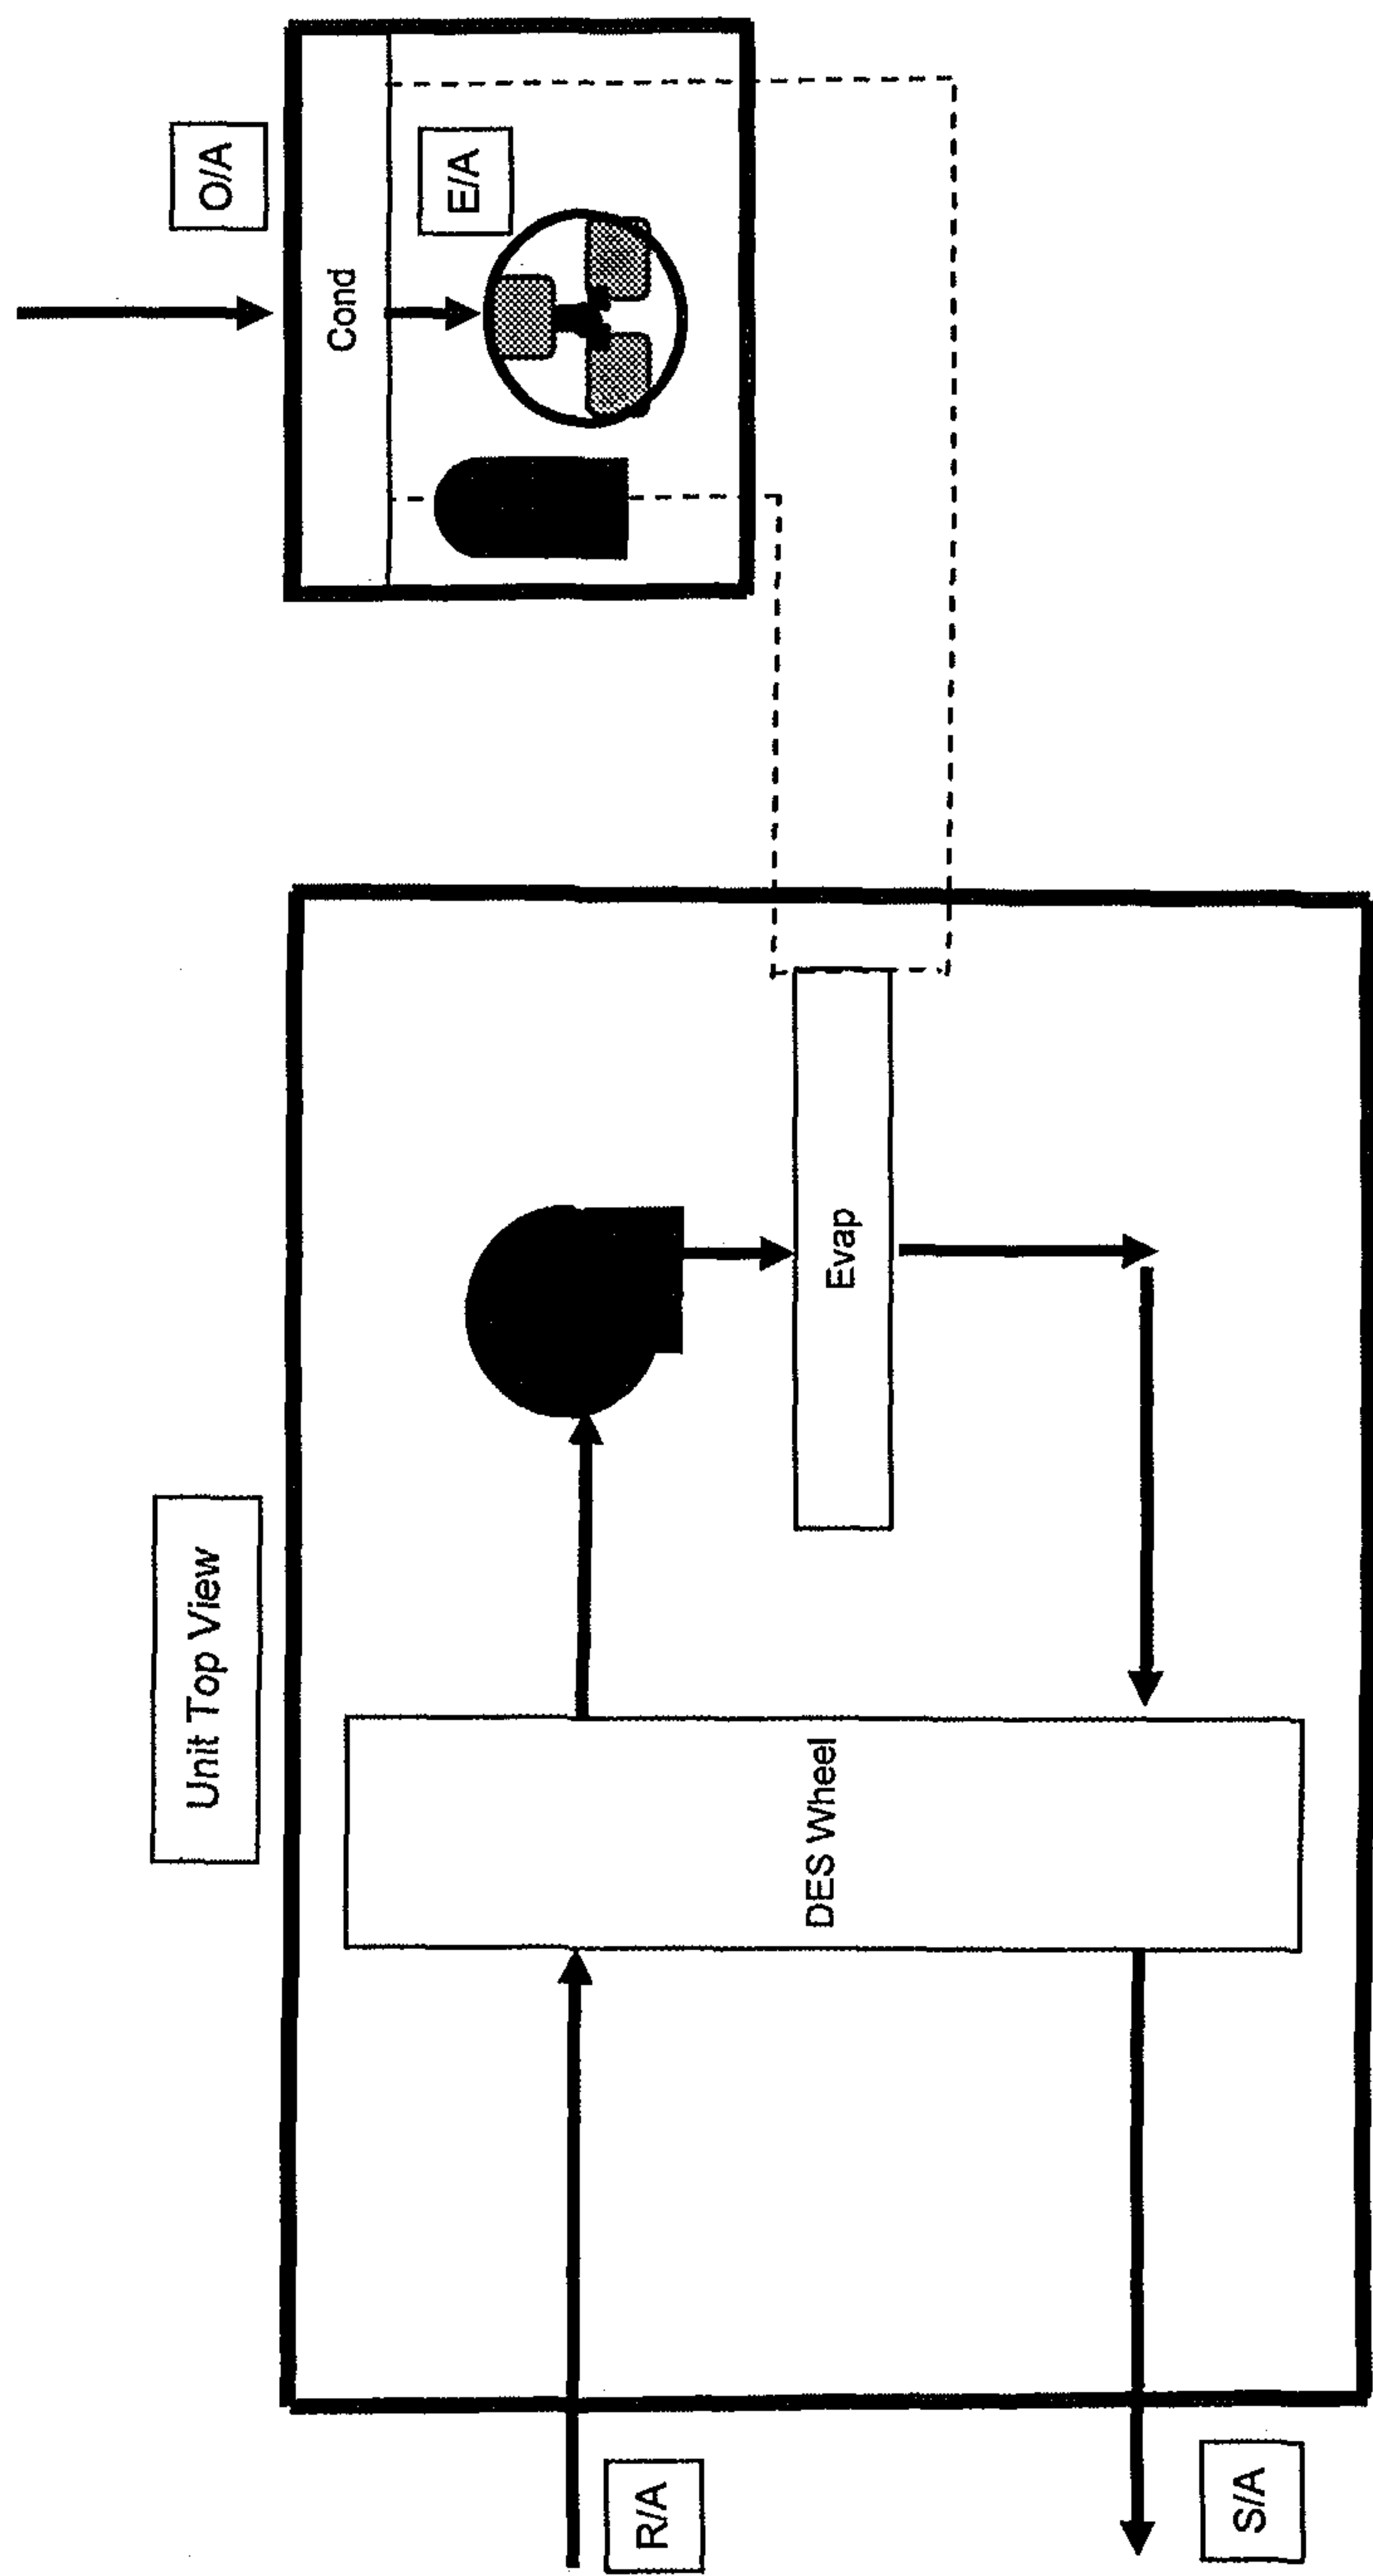 Unit Top View
O/A
Cond
E/A
Evap
DES Wheel
R/A
S/A